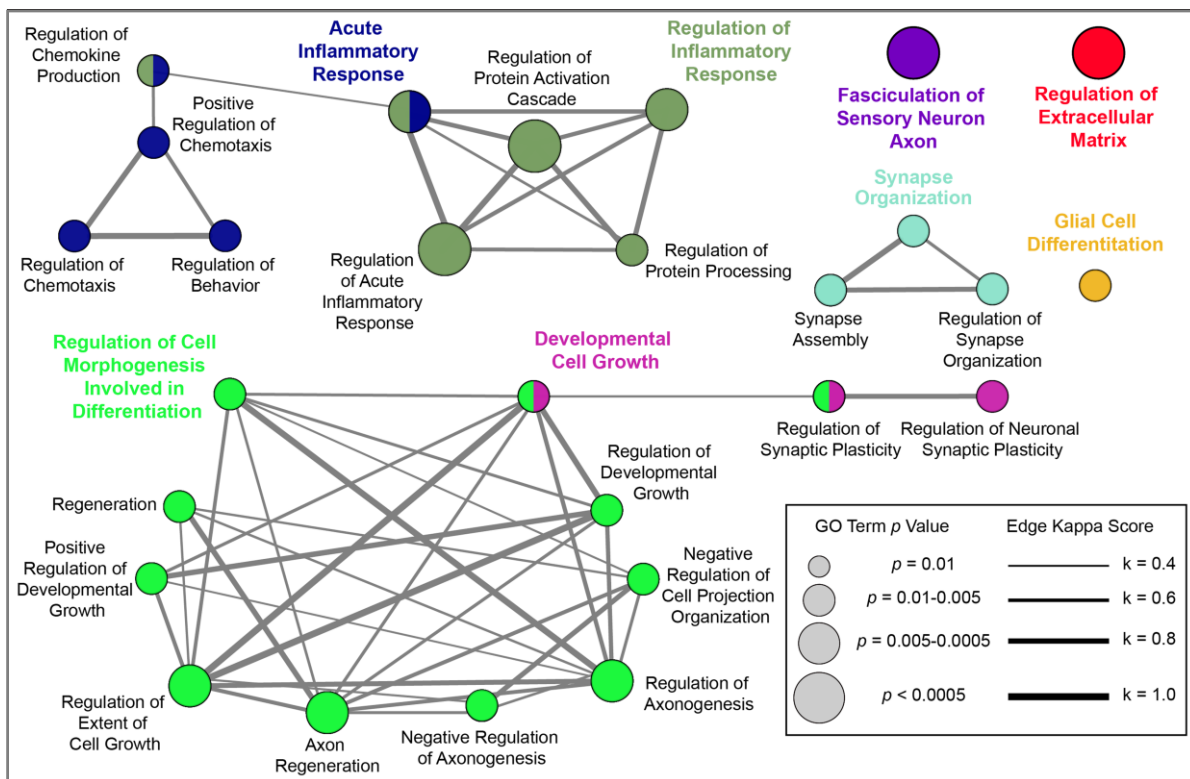 Regulation of
Chemokine
Production
Acute
Inflammatory
Response
Regulation of
Protein Activation
Cascade
Regulation of
Inflammatory
Response
Positive
Regulation of
Chemotaxis
Regulation of
Chemotaxis
Regulation of
Behavior
Regulation
of Acute
Inflammatory
Response
Regulation of
Protein Processing
Fasciculation of
Sensory Neuron
Axon
Regulation of
Extracellular
Matrix
Synapse
Organization
Synapse
Assembly
Regulation of
Synapse
Organization
Glial Cell
Differentitation
Regulation of Cell
Morphogenesis
Involved in
Differentiation
Developmental
Cell Growth
Regulation of
Synaptic Plasticity
Regulation of Neuronal
Synaptic Plasticity
Regulation of
Developmental
Growth
Regeneration
Positive
Regulation of
Developmental
Growth
Negative
Regulation of
Cell Projection
Organization
Regulation of
Extent of
Cell Growth
Axon
Regeneration
Negative Regulation
of Axonogenesis
Regulation of
Axonogenesis
GO Term p Value
Edge Kappa Score
p = 0.01
k = 0.4
p = 0.01-0.005
k = 0.6
p = 0.005-0.0005
k = 0.8
p < 0.0005
k = 1.0